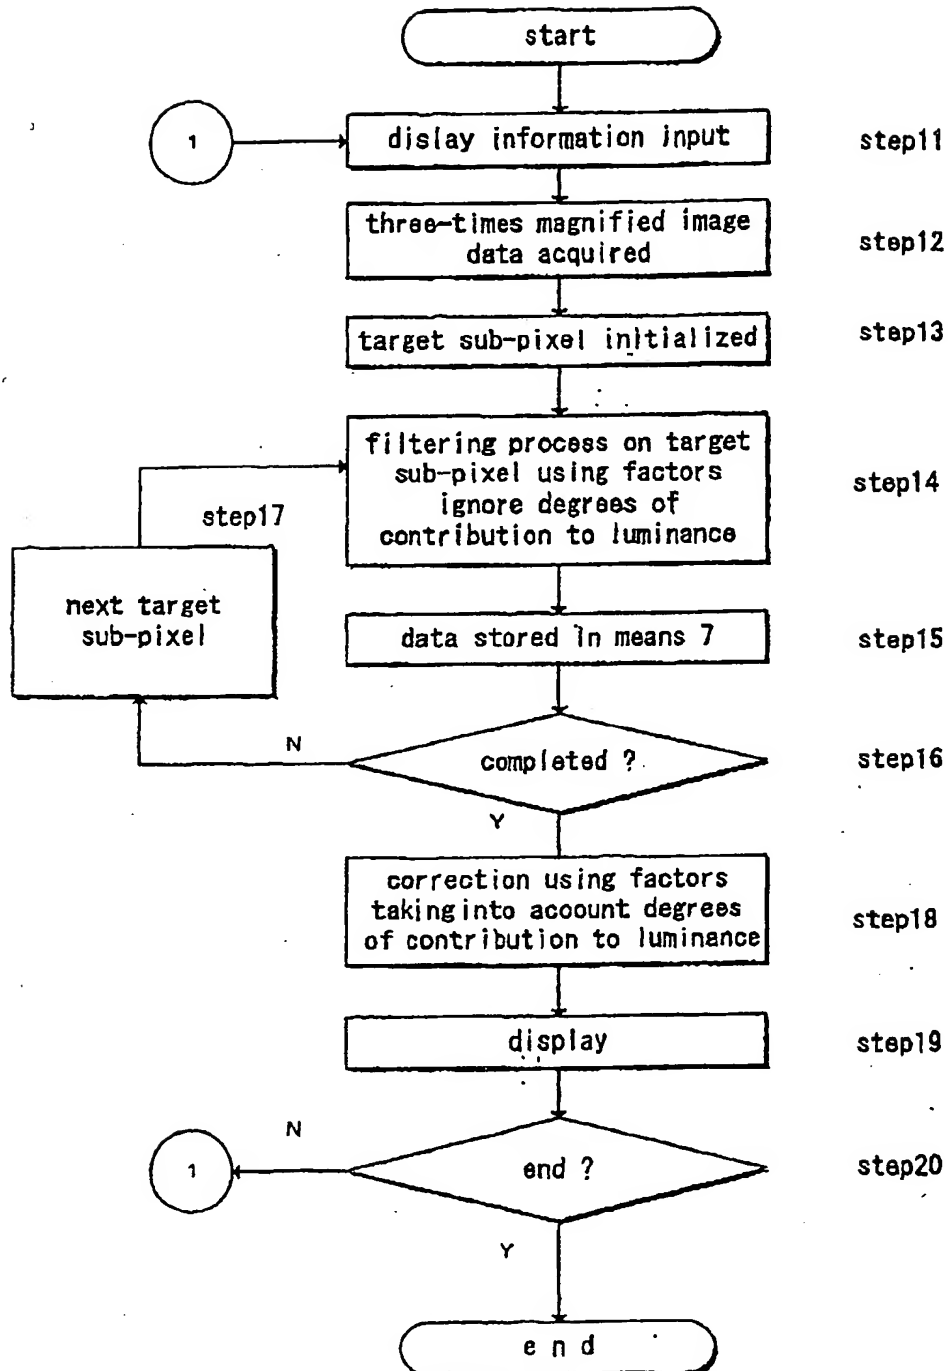 start
1
dislay information input
step11
three-times magnified image
data acquired
step12
target sub-pixel initialized
step13
filtering process on target
sub-pixel using factors
ignore degrees of
contribution to luminance
step14
step17
next target
sub-pixel
data stored in means 7
step15
N
completed ?
step16
Y
correction using factors
taking into account degrees
of contribution to luminance
step18
display
step19
N
1
end ?
step20
Y
end